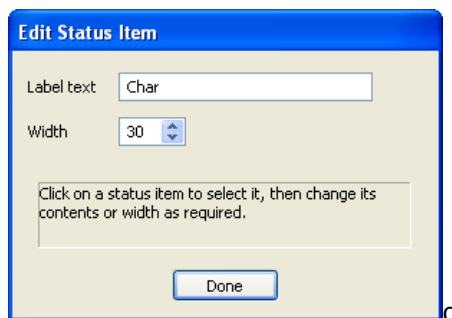 Edit Status Item
Label text Char
Width 30
Click on a status item to select it, then change its
contents or width as required.
Done